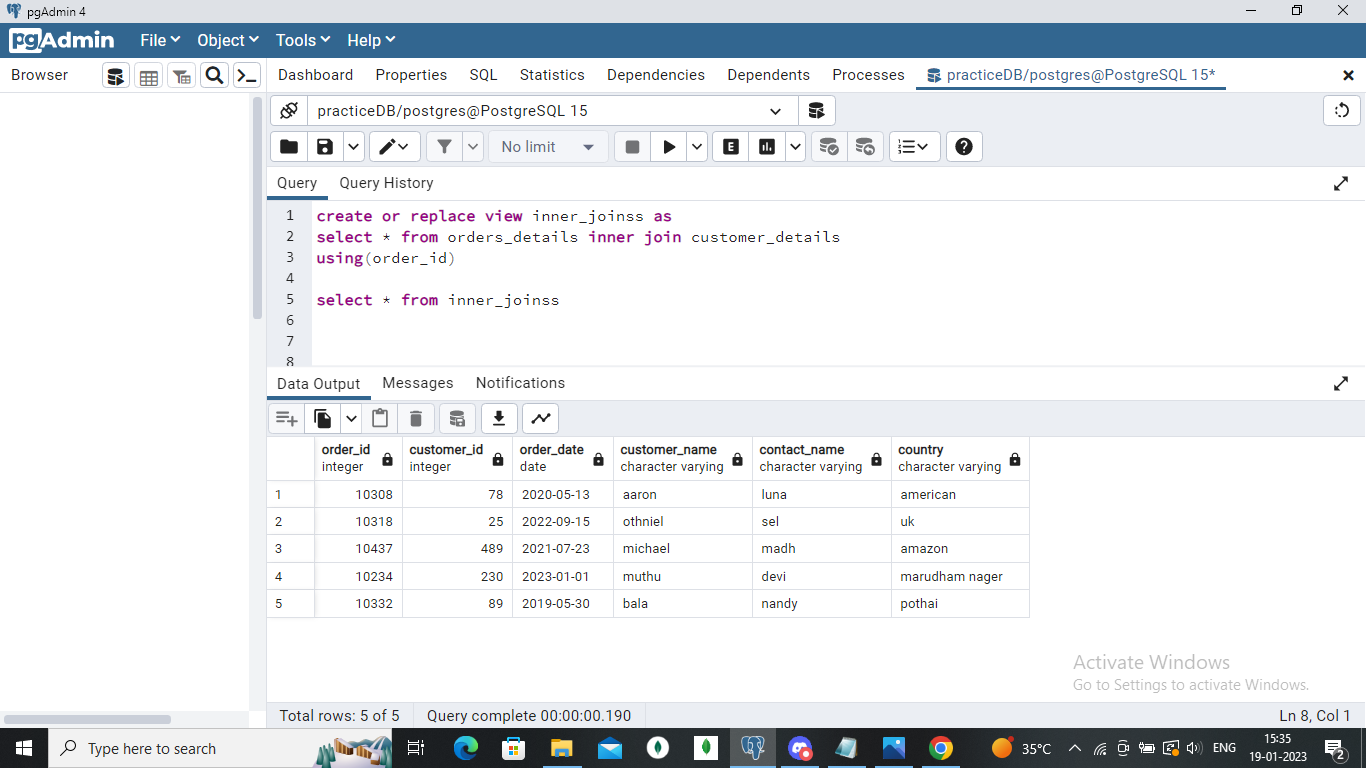 pgAdmin 4
pgAdmin File Object Tools Help
Browser
Dashboard Properties SQL Statistics Dependencies Dependents Processes practiceDB/postgres@PostgreSQL 15*
practiceDB/postgres@PostgreSQL 15
No limit
Query Query History
1 create or replace view inner_joinss as
2 select * from orders_details inner join customer_details
3 using(order_id)
4
5 select * from inner_joinss
6
7
8
Data Output Messages Notifications
order_id customer_id order_date customer_name contact_name country
integer integer date character varying character varying character varying
1 10308 78 2020-05-13 aaron luna american
2 10318 25 2022-09-15 othniel sel uk
3 10437 489 2021-07-23 michael madh amazon
4 10234 230 2023-01-01 muthu devi marudham nager
5 10332 89 2019-05-30 bala nandy pothai
Activate Windows
Go to Settings to activate Windows.
Total rows: 5 of 5 Query complete 00:00:00.190 Ln 8, Col 1
Type here to search
35°C ENG 15:35
19-01-2023
2